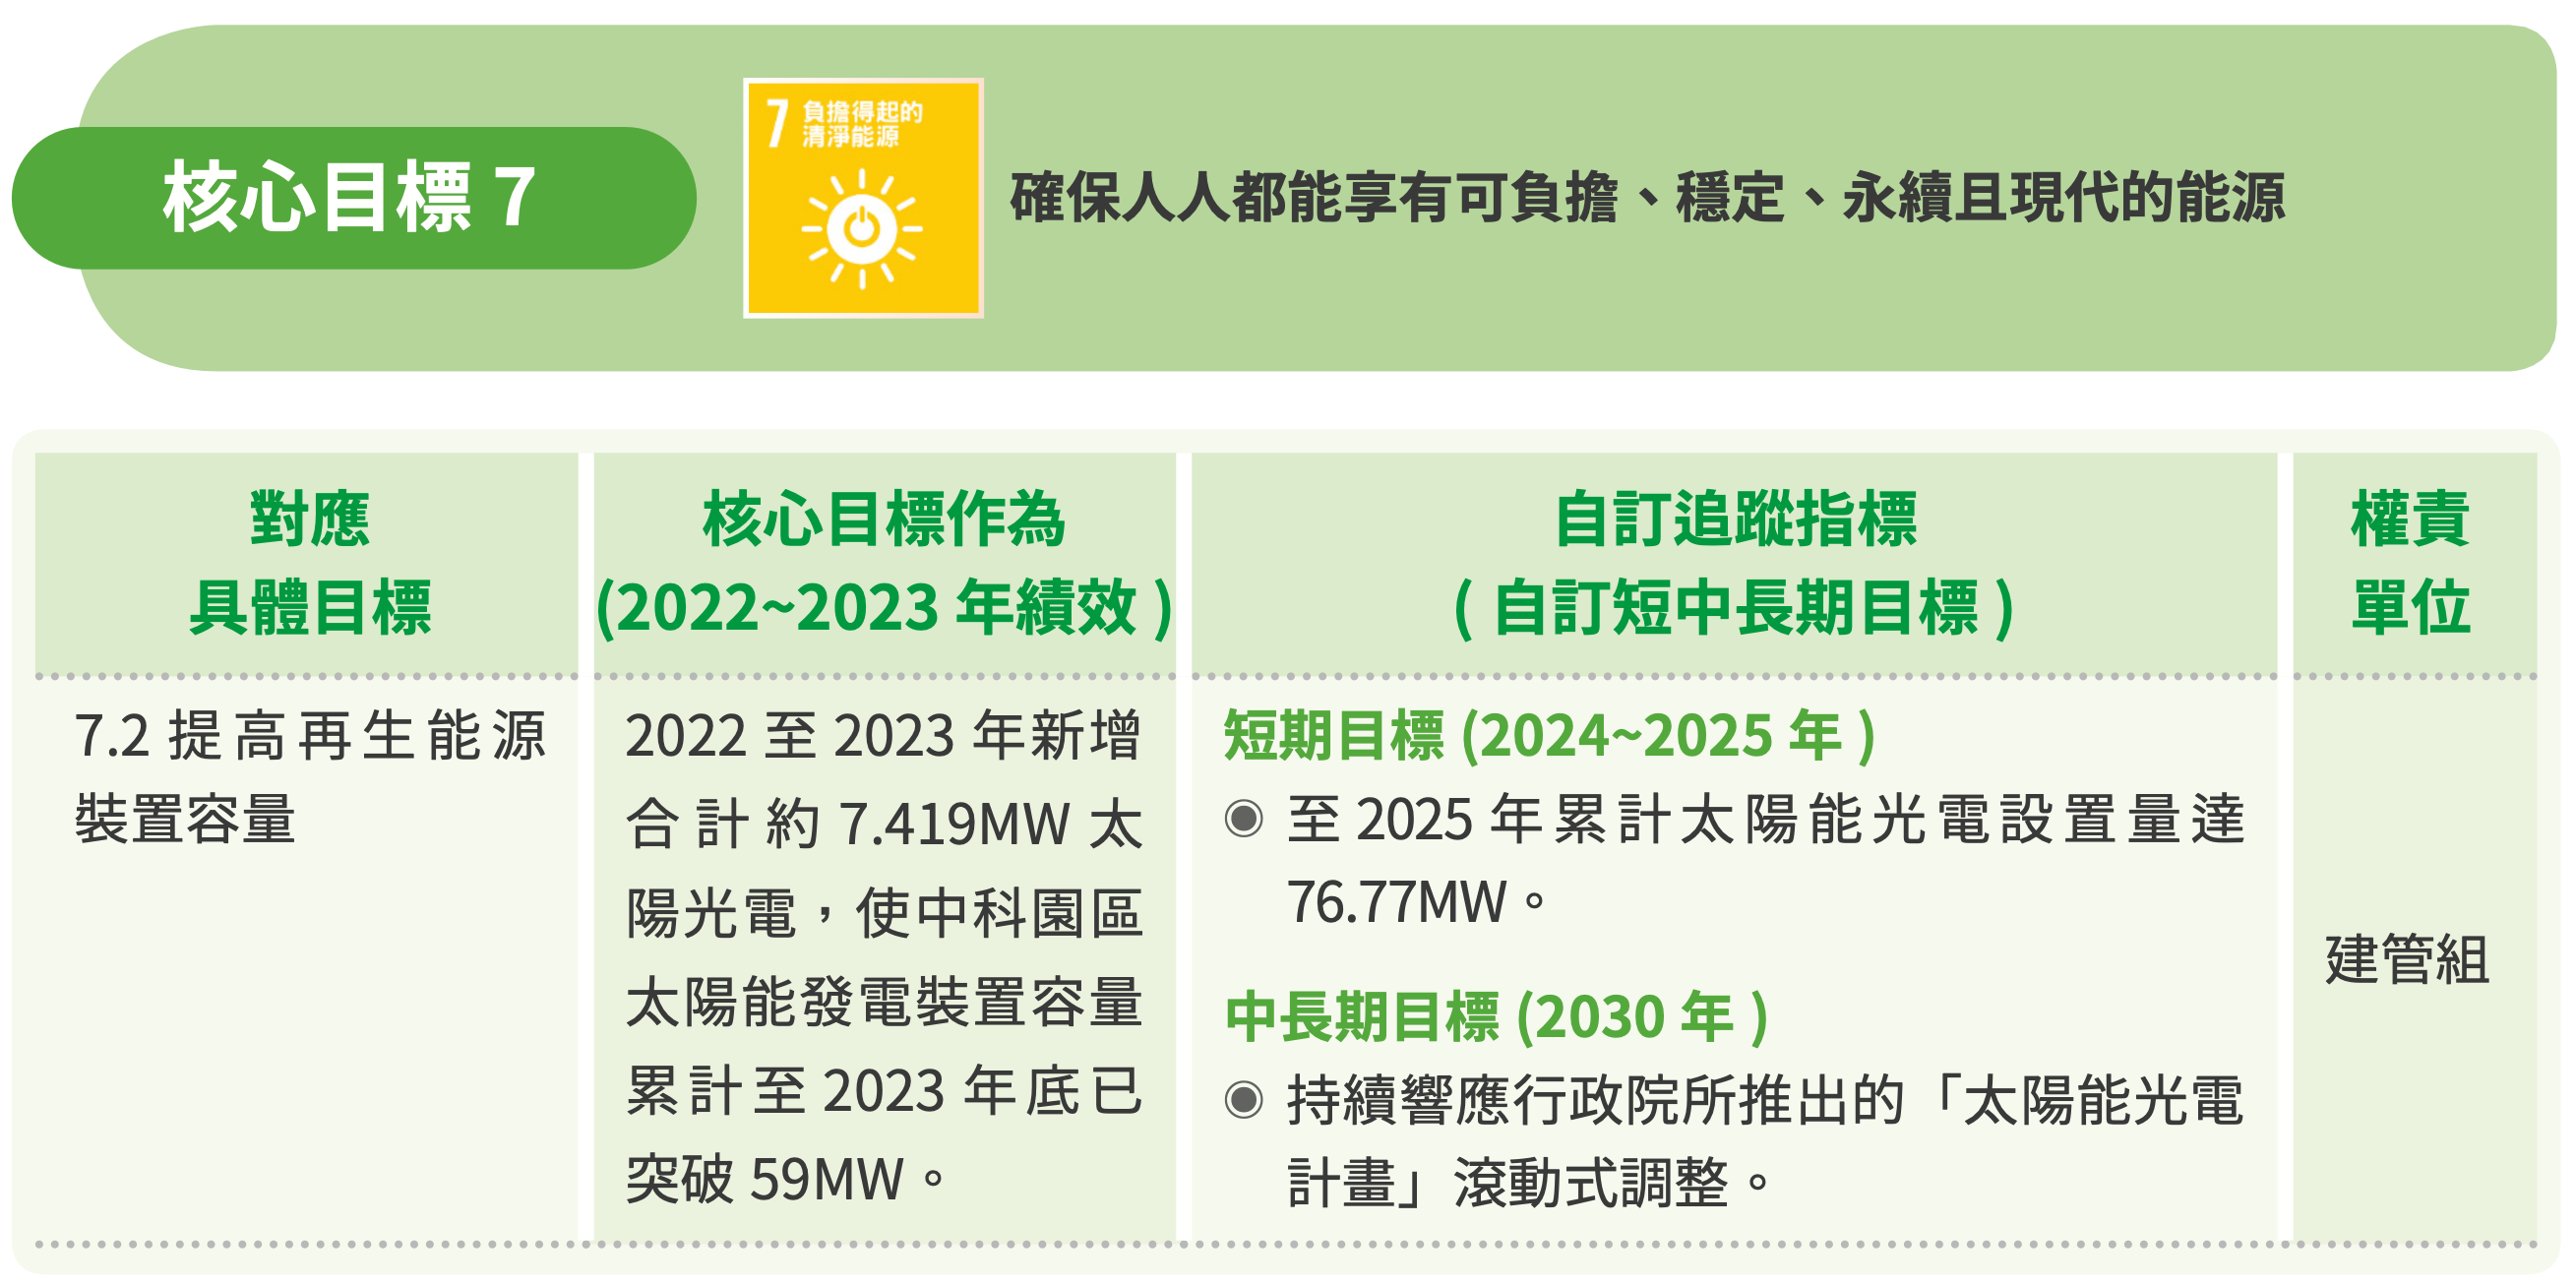 核心目標 7
7 負擔得起的
清淨能源
確保人人都能享有可負擔、穩定、永續且現代的能源
對應
具體目標
核心目標作為
(2022~2023 年績效 )
自訂追蹤指標
( 自訂短中長期目標 )
權責
單位
7.2 提高再生能源
裝置容量
2022 至 2023 年新增
合計約 7.419MW 太
陽光電，使中科園區
太陽能發電裝置容量
累計至 2023 年底已
突破 59MW。
短期目標 (2024~2025 年 )
◉ 至 2025 年累計太陽能光電設置量達
76.77MW。
中長期目標 (2030 年 )
◉ 持續響應行政院所推出的「太陽能光電
計畫」滾動式調整。
建管組